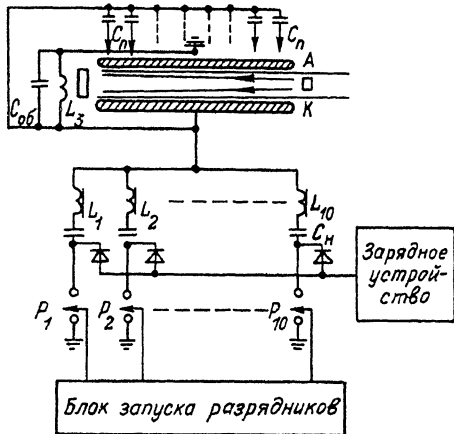 Cп Cп
A
Cоб L3
K
L1 L2 L10
Cн
Зарядное
устрой-
ство
P1 P2 P10
Блок запуска разрядников